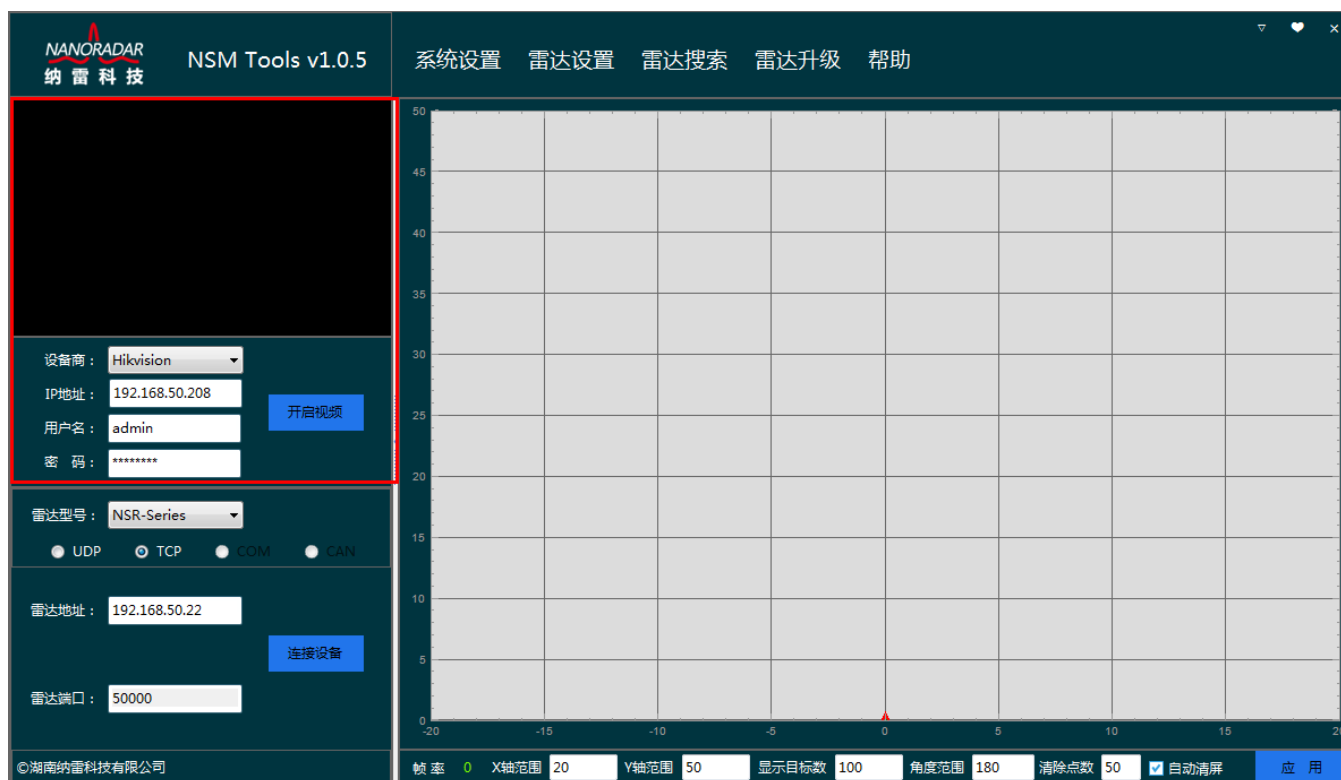 NANORADAR
纳雷科技
NSM Tools v1.0.5
系统设置 雷达设置 雷达搜索 雷达升级 帮助
设备商： Hikvision
IP地址： 192.168.50.208
开启视频
用户名： admin
密 码： ********
雷达型号： NSR-Series
UDP TCP COM CAN
雷达地址： 192.168.50.22
连接设备
雷达端口： 50000
©湖南纳雷科技有限公司
50
45
40
35
30
25
20
15
10
5
0
-20 -15 -10 -5 0 5 10 15
帧率 0 X轴范围 20 Y轴范围 50 显示目标数 100 角度范围 180 清除点数 50 自动清屏 应 用